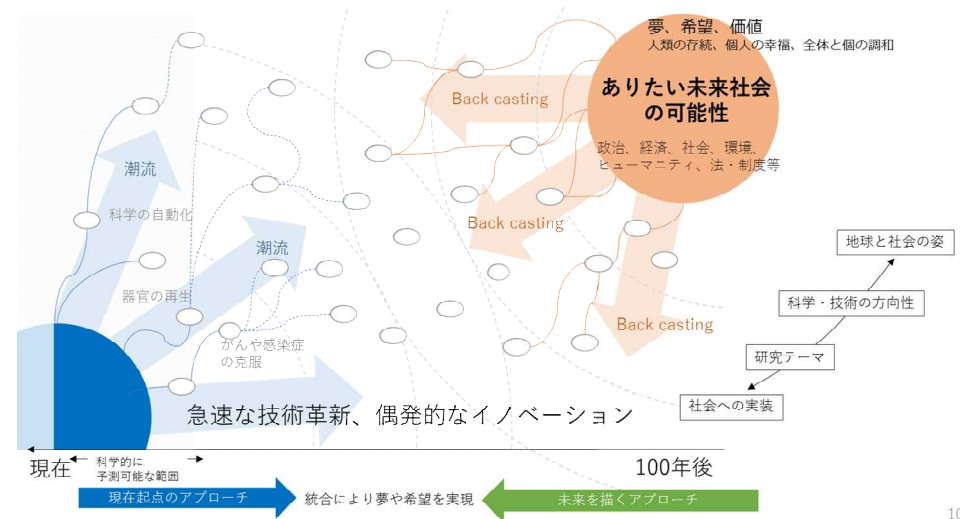 夢、希望、価値
人類の存続、個人の幸福、全体と個の調和
ありたい未来社会
の可能性
政治、経済、社会、環境、
ヒューマニティ、法・制度等
Back casting
Back casting
Back casting
潮流
科学の自動化
潮流
器官の再生
がんや感染症
の克服
地球と社会の姿
科学・技術の方向性
研究テーマ
社会への実装
急速な技術革新、偶発的なイノベーション
現在
科学的に
予測可能な範囲
100年後
現在起点のアプローチ
統合により夢や希望を実現
未来を描くアプローチ
10